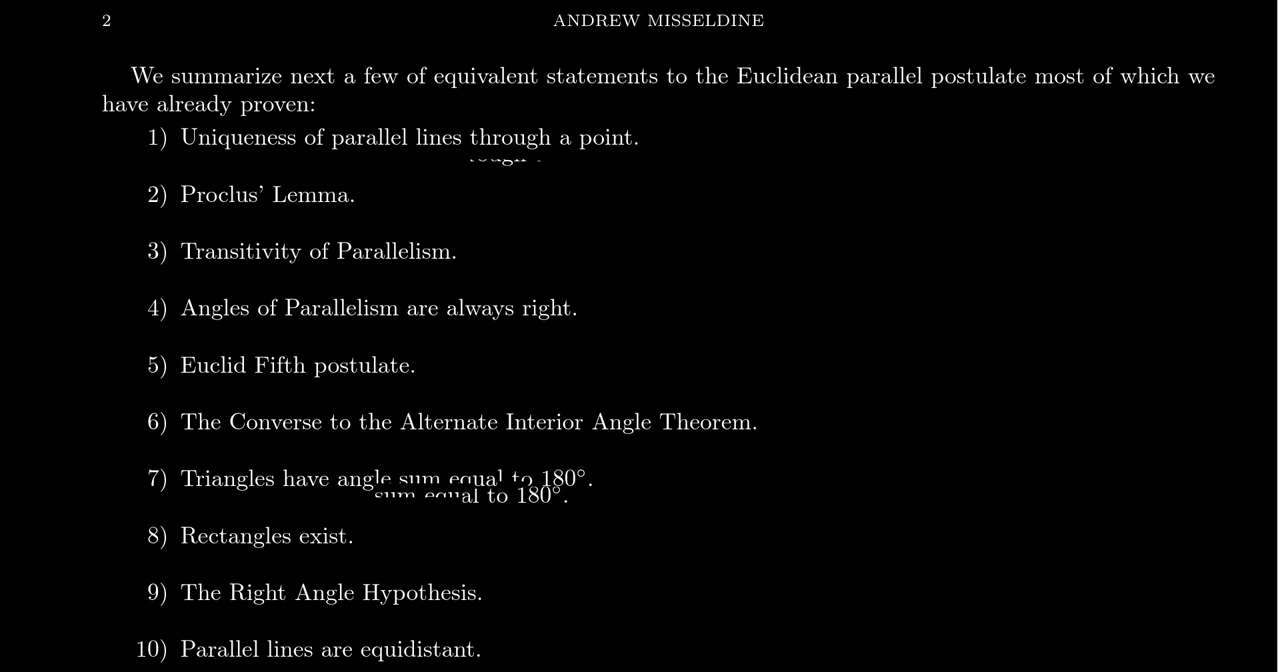 2 ANDREW MISSELDINE
We summarize next a few of equivalent statements to the Euclidean parallel postulate most of which we
have already proven:
1) Uniqueness of parallel lines through a point.
2) Proclus' Lemma.
3) Transitivity of Parallelism.
4) Angles of Parallelism are always right.
5) Euclid Fifth postulate.
6) The Converse to the Alternate Interior Angle Theorem.
7) Triangles have angle sum equal to 180°.
sum equal to 180°.
8) Rectangles exist.
9) The Right Angle Hypothesis.
10) Parallel lines are equidistant.